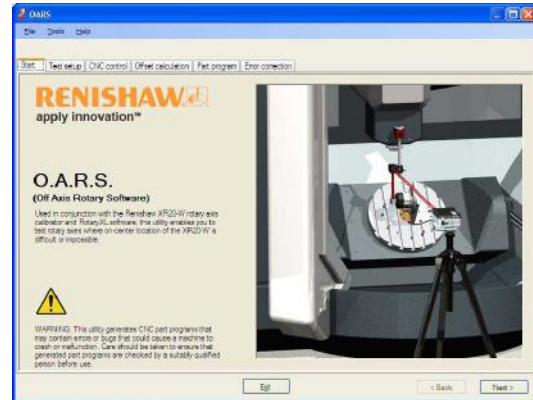 OARS
File Tools Help
Start Test setup CNC control Offset calculation Part program Error correction
RENISHAW
apply innovation™
O.A.R.S.
(Off Axis Rotary Software)
Used in conjunction with the Renishaw XR20-W rotary axis
calibrator and RotaryXL software, this utility enables you to
test rotary axes where on-center location of the XR20-W is
difficult or impossible.
WARNING: This utility generates CNC part programs that
may contain errors or bugs that could cause a machine to
crash or malfunction. Care should be taken to ensure that
generated part programs are checked by a suitably qualified
person before use.
Exit < Back Next >